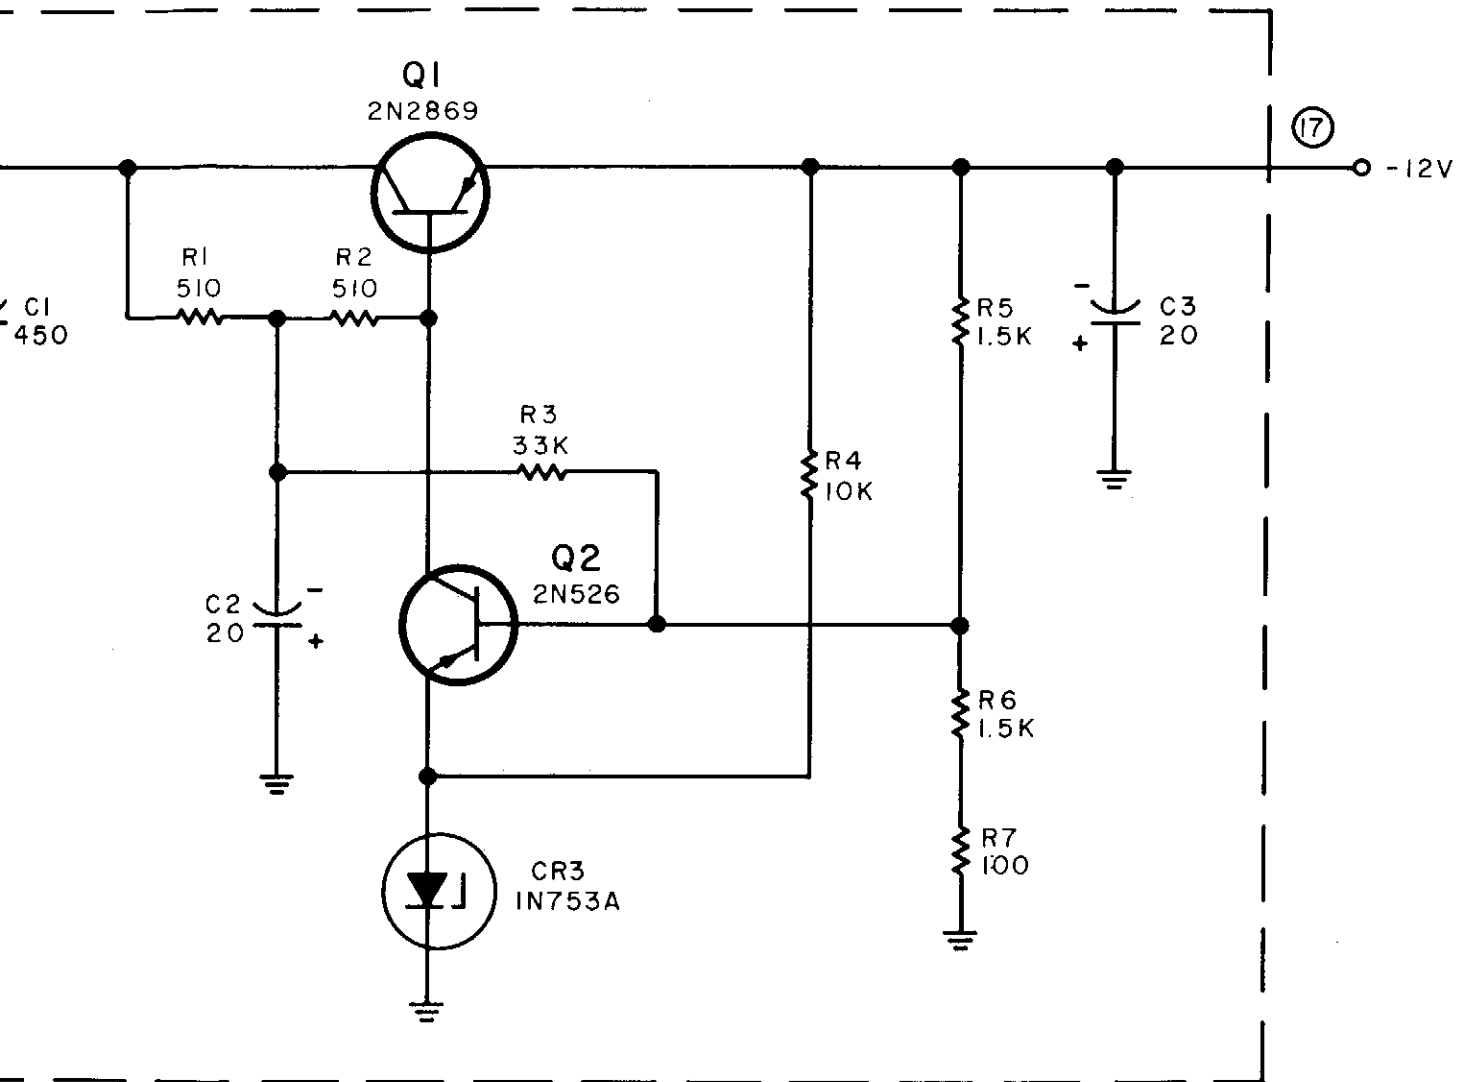 Q1
2N2869
17
-12V
R1
510
R2
510
C1
450
R5
1.5K
- C3
+ 20
R3
33K
R4
10K
Q2
2N526
C2 -
20 +
R6
1.5K
R7
100
CR3
1N753A